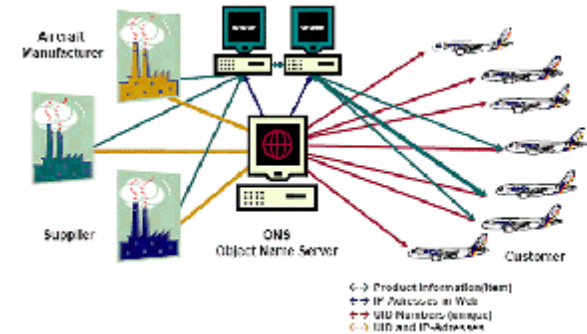 Aircraft
Manufacturer
Supplier
ONS
Object Name Server
Customer
Product Information(Item)
IP Adresses in Web
UID Numbers (unique)
UID and IP-Adresses